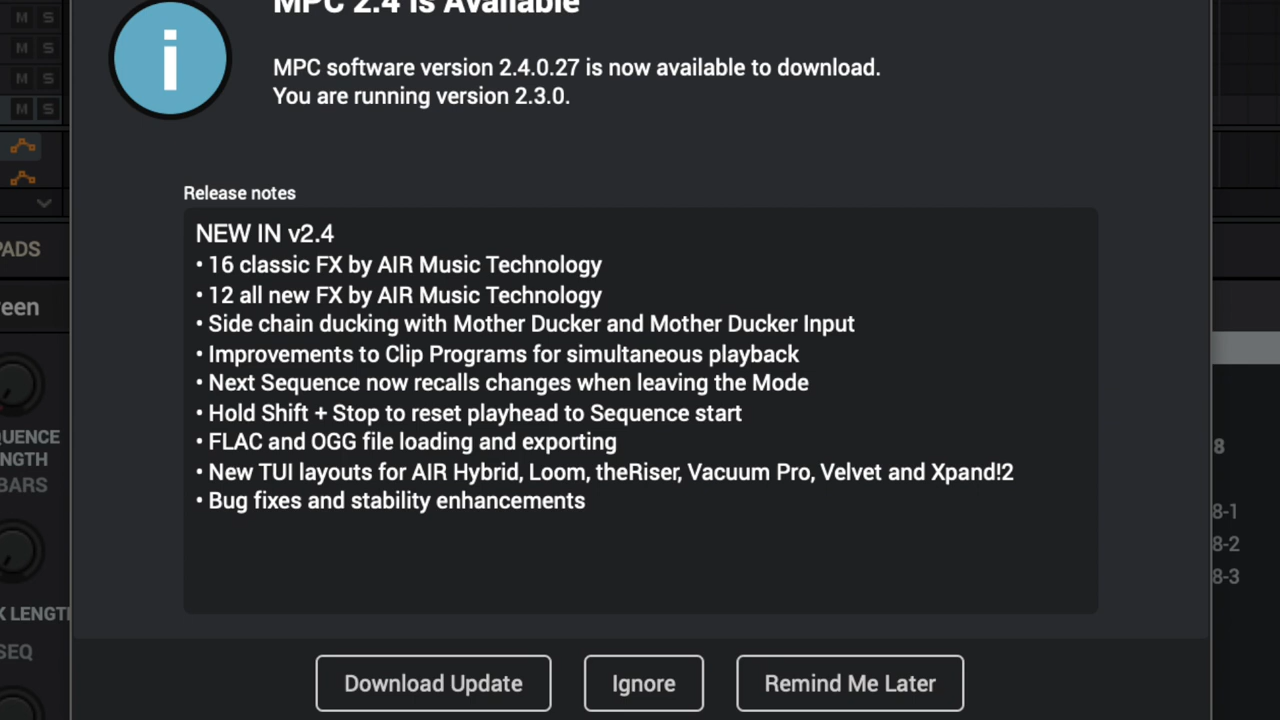 MPC 2.4 is Available
MPC software version 2.4.0.27 is now available to download.
You are running version 2.3.0.
Release notes
NEW IN v2.4
• 16 classic FX by AIR Music Technology
• 12 all new FX by AIR Music Technology
• Side chain ducking with Mother Ducker and Mother Ducker Input
• Improvements to Clip Programs for simultaneous playback
• Next Sequence now recalls changes when leaving the Mode
• Hold Shift + Stop to reset playhead to Sequence start
• FLAC and OGG file loading and exporting
• New TUI layouts for AIR Hybrid, Loom, theRiser, Vacuum Pro, Velvet and Xpand!2
• Bug fixes and stability enhancements
Download Update
Ignore
Remind Me Later
M S
M S
M S
M S
PADS
reen
QUENCE
NGTH
BARS
K LENGTH
SEQ
8
8-1
8-2
8-3